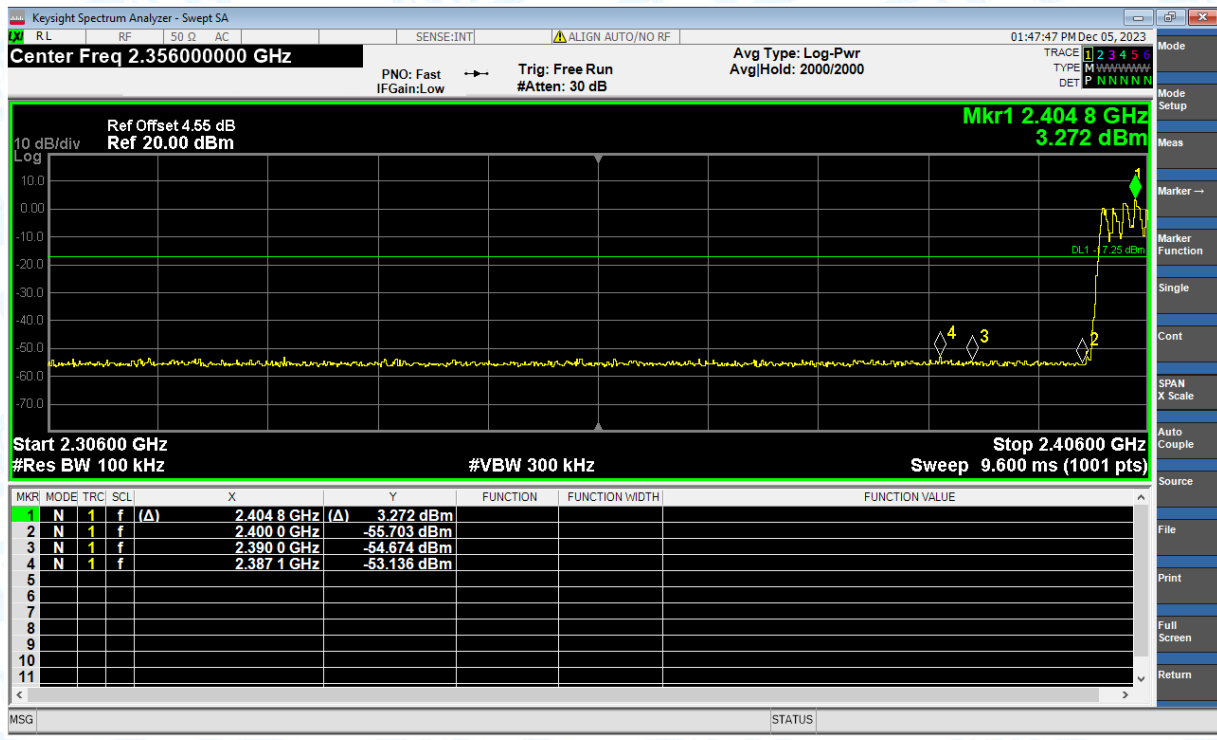 Keysight Spectrum Analyzer - Swept SA
LXI RL RF 50 Ω AC SENSE:INT ALIGN AUTO/NO RF 01:47:47 PM Dec 05, 2023
Center Freq 2.356000000 GHz
PNO: Fast
IFGain:Low
Trig: Free Run
#Atten: 30 dB
Avg Type: Log-Pwr
Avg|Hold: 2000/2000
TRACE 1 2 3 4 5 6
TYPE M WWWWW
DET P N N N N N
Mkr1 2.404 8 GHz
3.272 dBm
Ref Offset 4.55 dB
10 dB/div Ref 20.00 dBm
Log
10.0
0.00
-10.0
-20.0
-30.0
-40.0
-50.0
-60.0
-70.0
1
DL1 -17.25 dBm
4
3
2
Start 2.30600 GHz Stop 2.40600 GHz
#Res BW 100 kHz #VBW 300 kHz Sweep 9.600 ms (1001 pts)
MKR MODE TRC SCL X Y FUNCTION FUNCTION WIDTH FUNCTION VALUE
1 N 1 f (Δ) 2.404 8 GHz (Δ) 3.272 dBm
2 N 1 f 2.400 0 GHz -55.703 dBm
3 N 1 f 2.390 0 GHz -54.674 dBm
4 N 1 f 2.387 1 GHz -53.136 dBm
5
6
7
8
9
10
11
MSG STATUS
Mode
Mode
Setup
Meas
Marker →
Marker
Function
Single
Cont
SPAN
X Scale
Auto
Couple
Source
File
Print
Full
Screen
Return